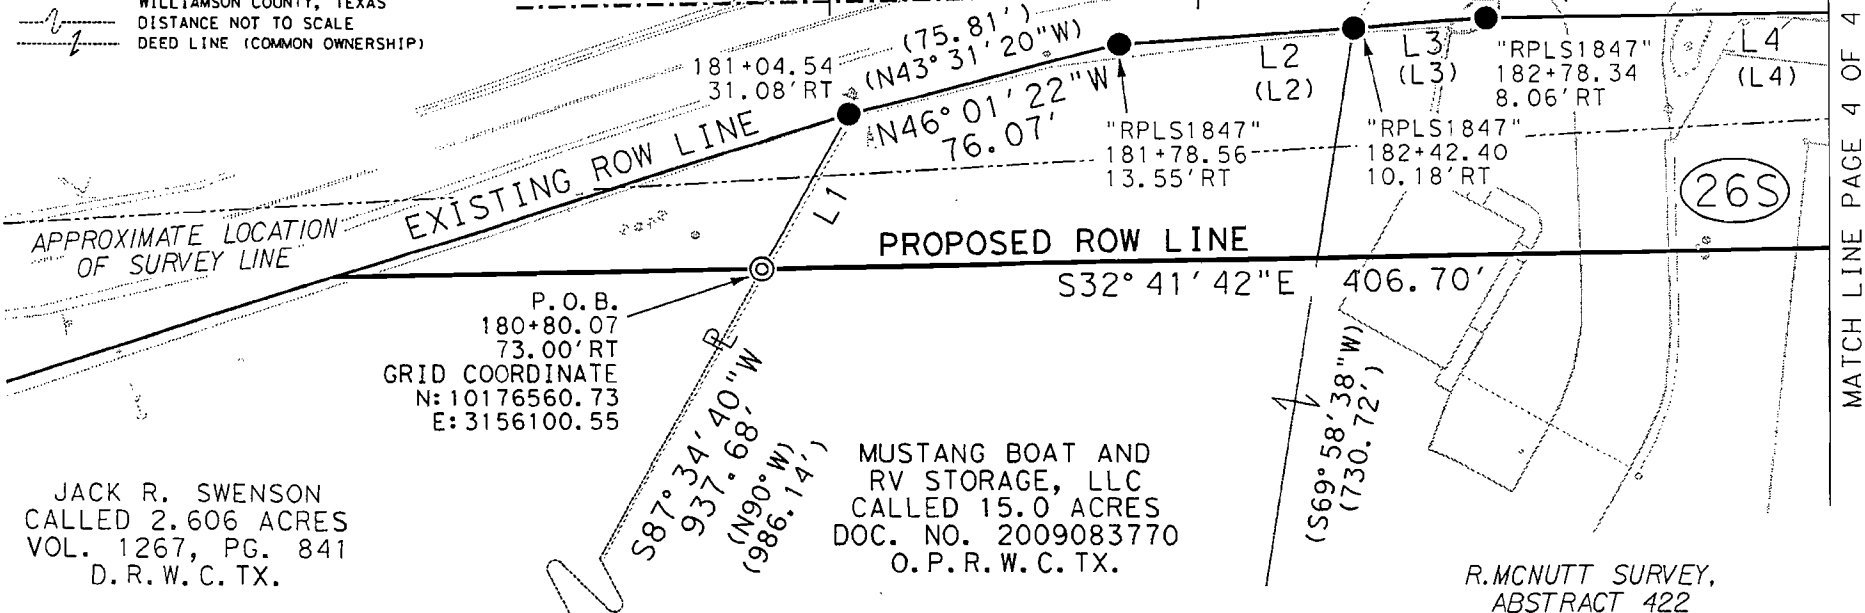 WILLIAMSON COUNTY, TEXAS
DISTANCE NOT TO SCALE
DEED LINE (COMMON OWNERSHIP)
181+04.54
31.08'RT
(75.81')
(N43°31'20"W)
N46°01'22"W
76.07'
L2
(L2)
L3
(L3)
"RPLS1847"
182+78.34
8.06'RT
L4
(L4)
"RPLS1847"
181+78.56
13.55'RT
"RPLS1847"
182+42.40
10.18'RT
26S
EXISTING ROW LINE
APPROXIMATE LOCATION
OF SURVEY LINE
L1
PROPOSED ROW LINE
S32°41'42"E 406.70'
P.O.B.
180+80.07
73.00'RT
GRID COORDINATE
N:10176560.73
E:3156100.55
S87°34'40"W
937.68'
(N90°W)
(986.14')
(S69°58'38"W)
(730.72')
JACK R. SWENSON
CALLED 2.606 ACRES
VOL. 1267, PG. 841
D.R.W.C.TX.
MUSTANG BOAT AND
RV STORAGE, LLC
CALLED 15.0 ACRES
DOC. NO. 2009083770
O.P.R.W.C.TX.
R.MCNUTT SURVEY,
ABSTRACT 422
MATCH LINE PAGE 4 OF 4